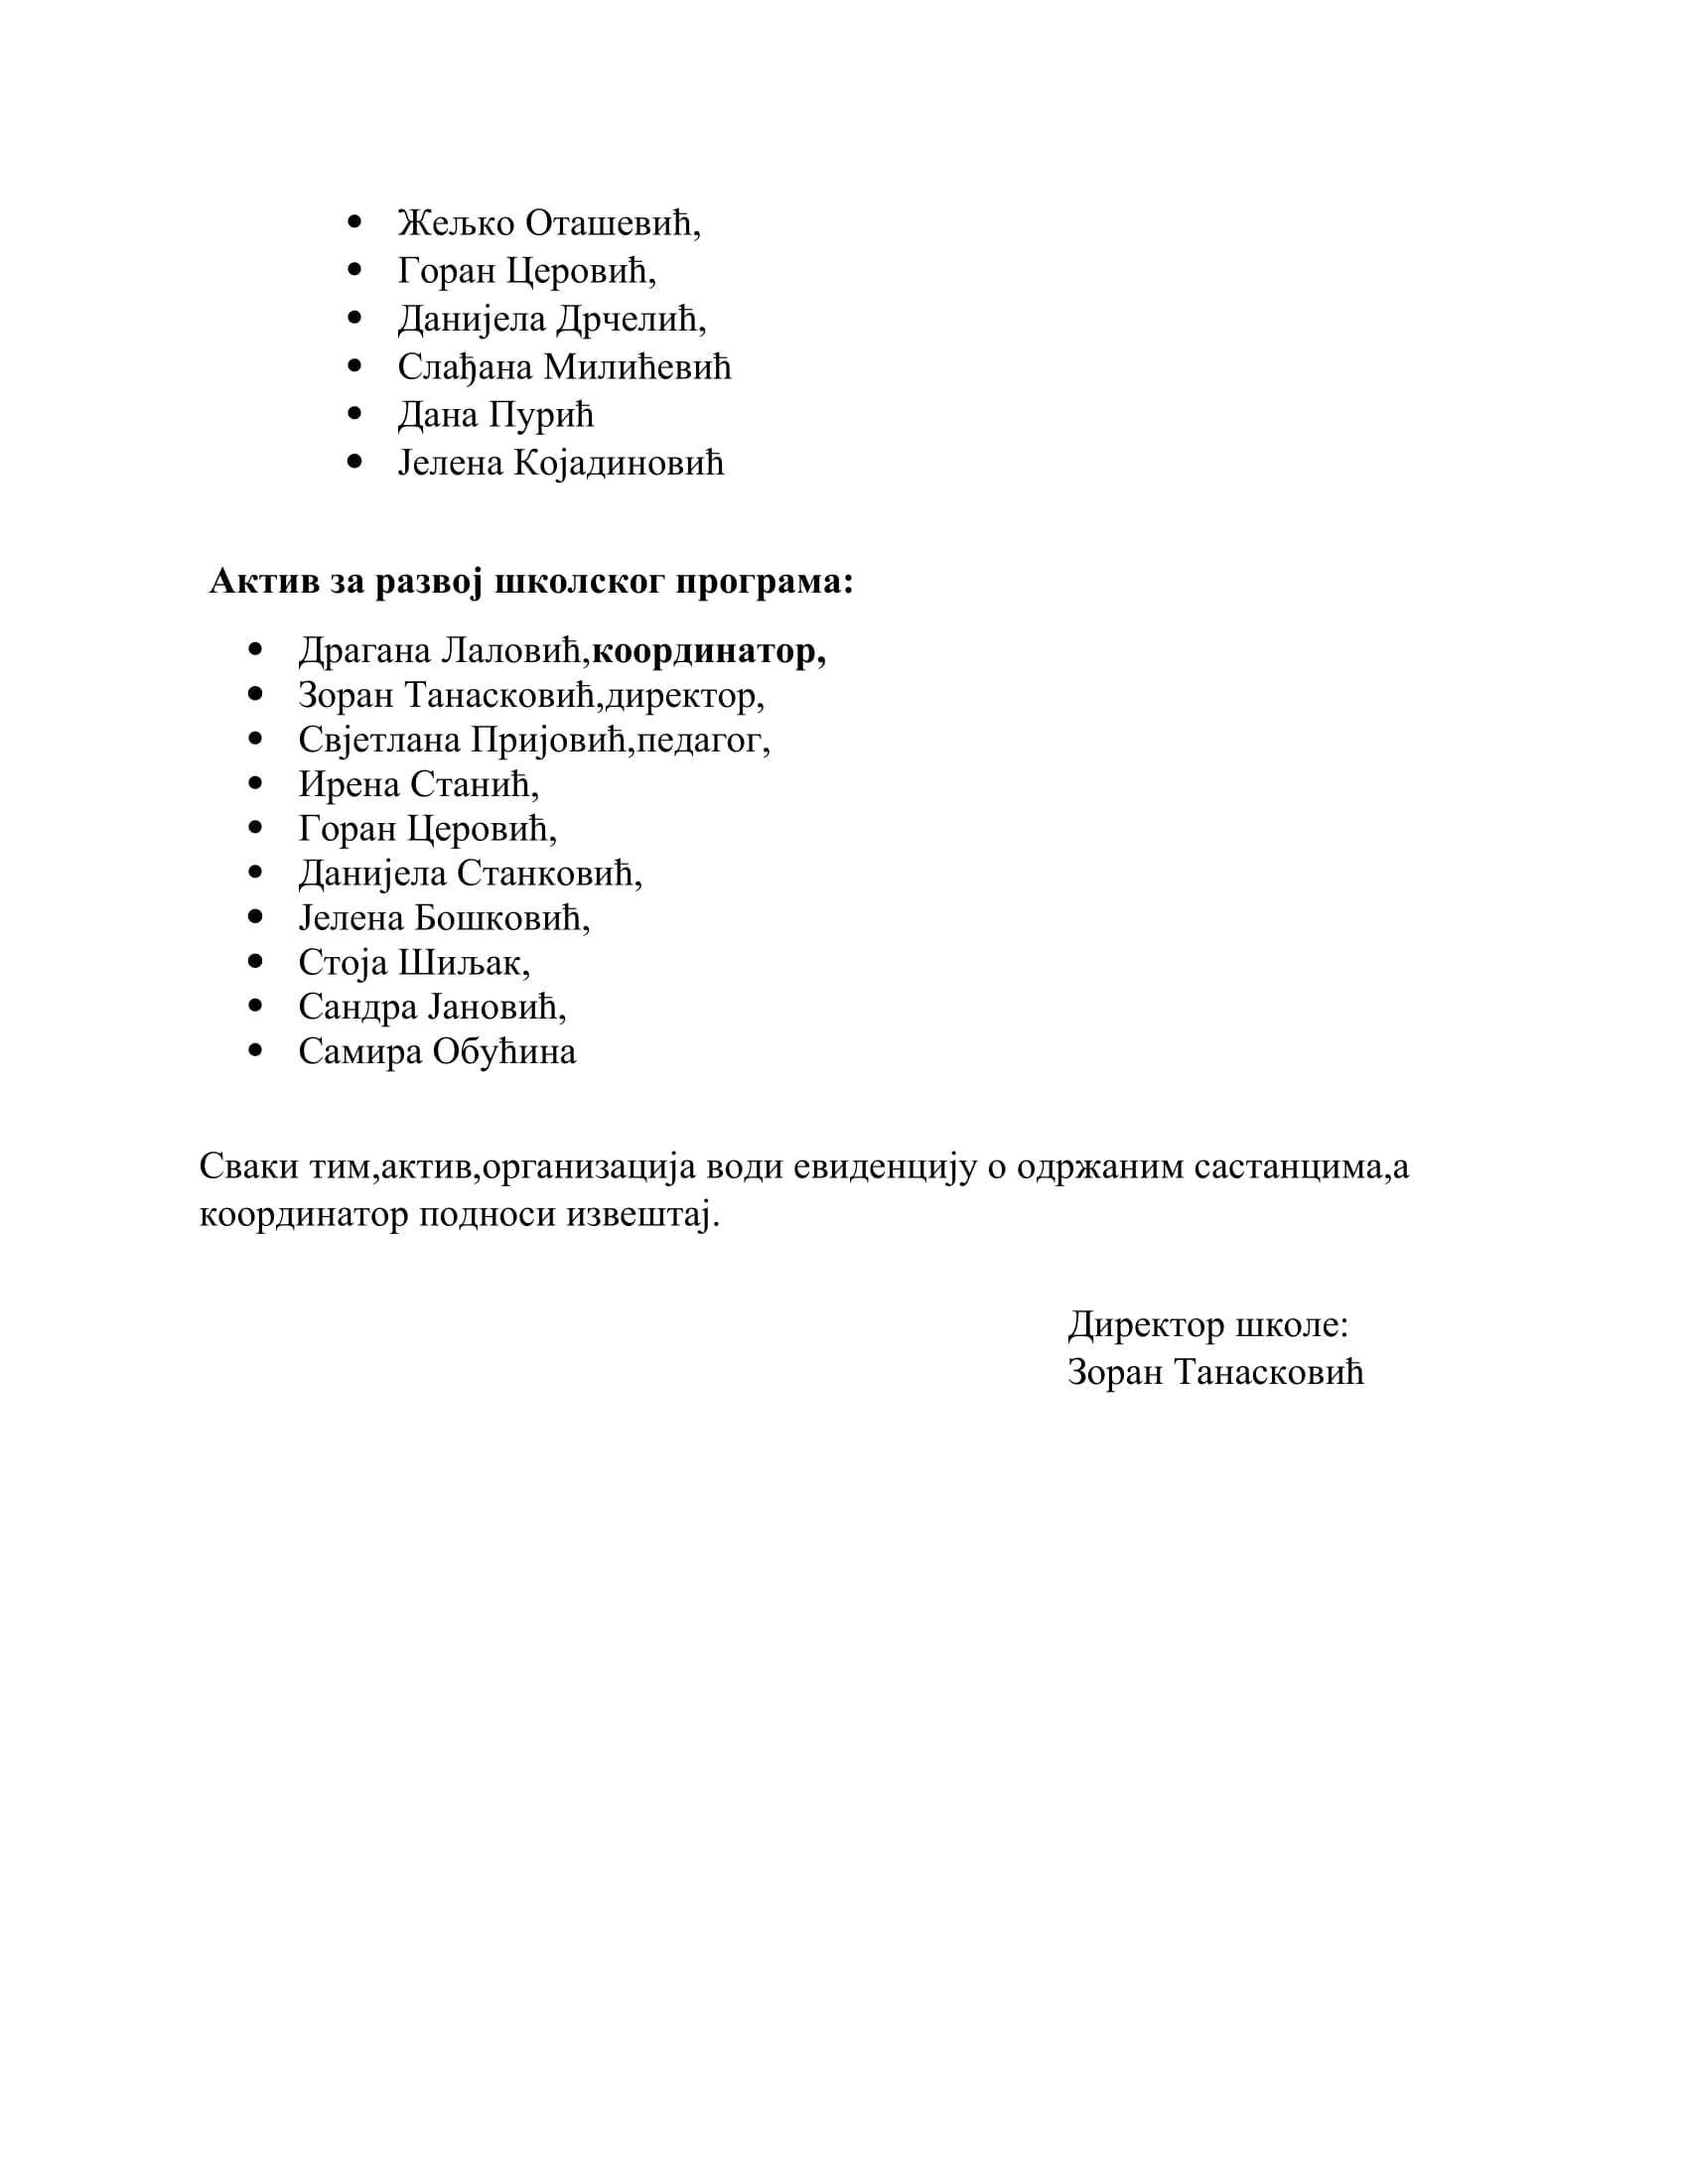 • Жељко Оташевић,
• Горан Церовић,
• Данијела Дрчелић,
• Слађана Милићевић
• Дана Пурић
• Јелена Којадиновић
Актив за развој школског програма:
• Драгана Лаловић,координатор,
• Зоран Танасковић,директор,
• Свјетлана Пријовић,педагог,
• Ирена Станић,
• Горан Церовић,
• Данијела Станковић,
• Јелена Бошковић,
• Стоја Шиљак,
• Сандра Јановић,
• Самира Обућина
Сваки тим,актив,организација води евиденцију о одржаним састанцима,а
координатор подноси извештај.
Директор школе:
Зоран Танасковић